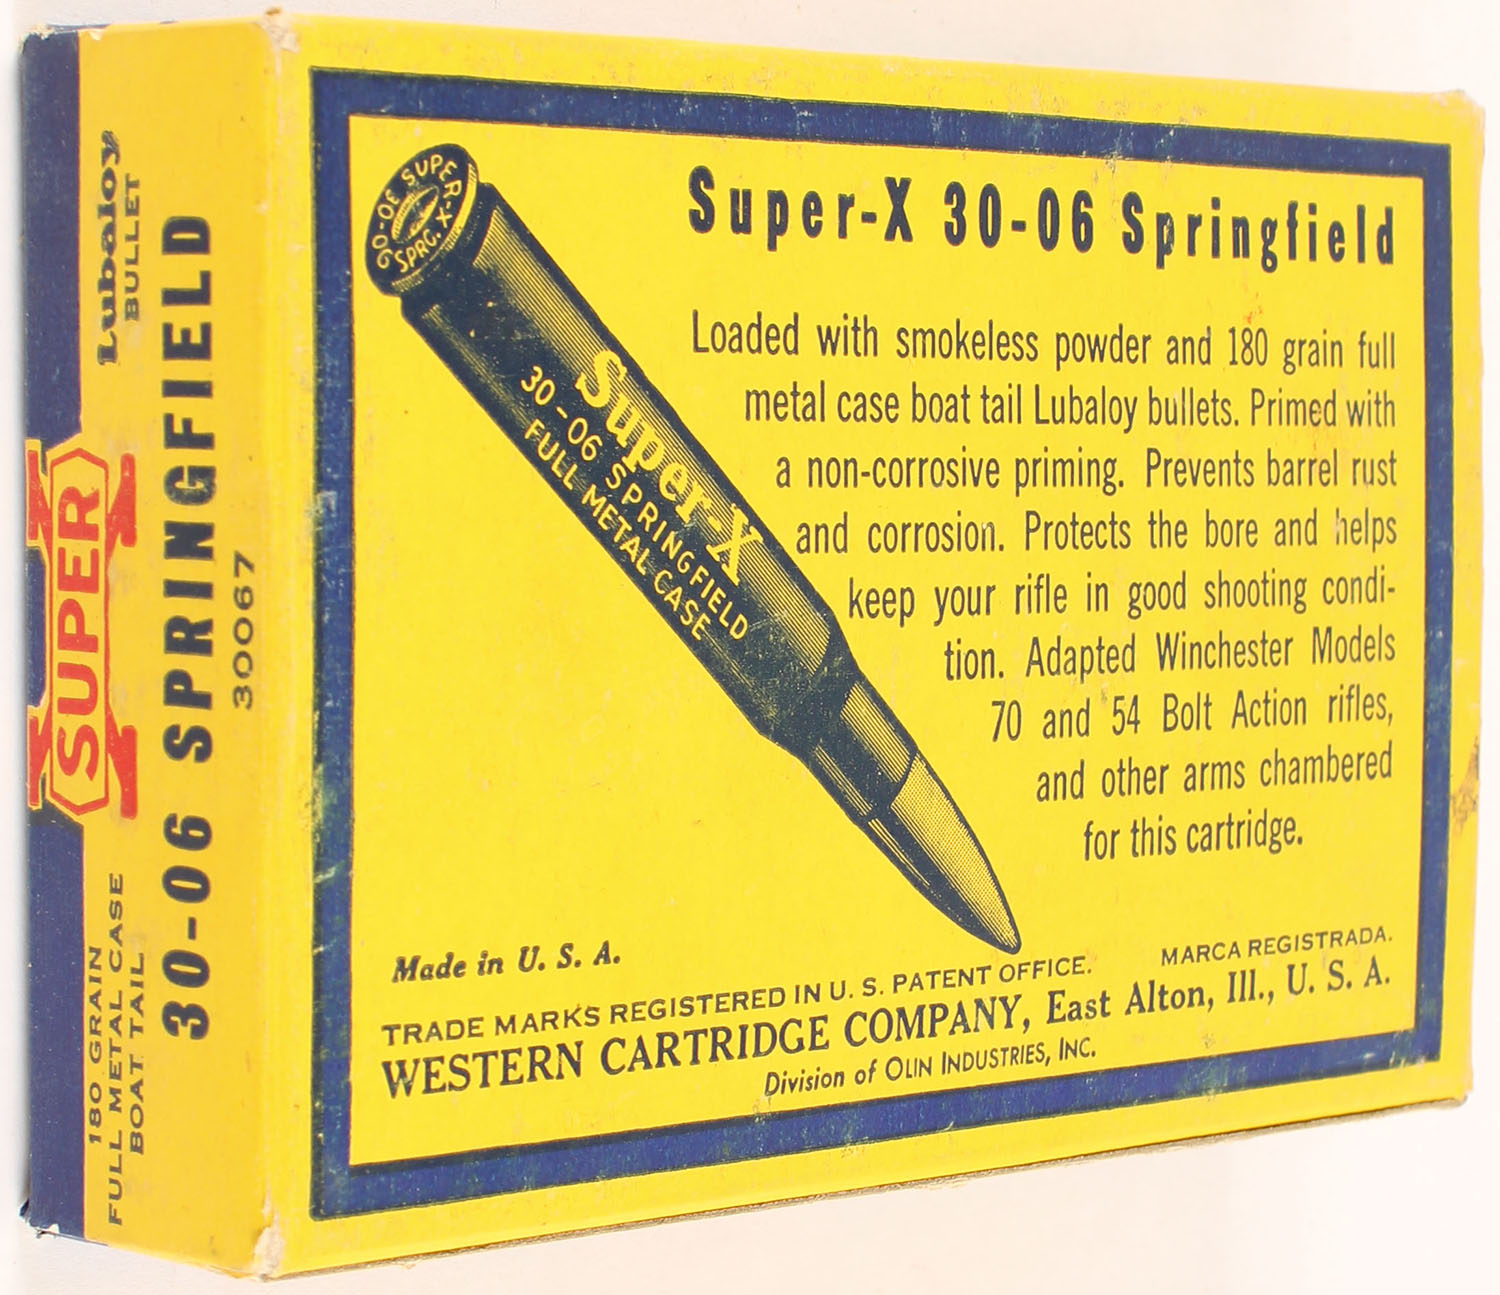 Super-X 30-06 Springfield
Loaded with smokeless powder and 180 grain full
metal case boat tail Lubaloy bullets. Primed with
a non-corrosive priming. Prevents barrel rust
and corrosion. Protects the bore and helps
keep your rifle in good shooting condi-
tion. Adapted Winchester Models
70 and 54 Bolt Action rifles,
and other arms chambered
for this cartridge.
30-06 SUPER-X
SPRG.
Super-X
30-06 SPRINGFIELD
FULL METAL CASE
Made in U. S. A.
TRADE MARKS REGISTERED IN U. S. PATENT OFFICE. MARCA REGISTRADA.
WESTERN CARTRIDGE COMPANY, East Alton, Ill., U. S. A.
Division of OLIN INDUSTRIES, INC.
180 GRAIN
FULL METAL CASE
BOAT TAIL
SUPER X
Lubaloy
BULLET
30-06 SPRINGFIELD
30067